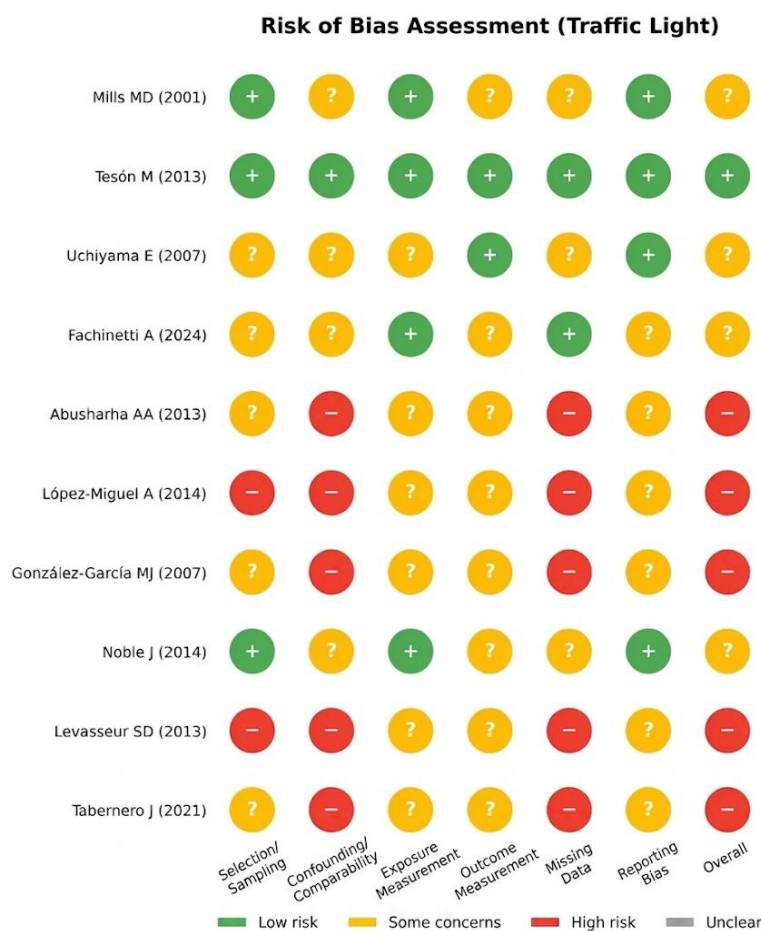 Risk of Bias Assessment (Traffic Light)
Mills MD (2001) + ? + ? ? + ?
Tesón M (2013) + + + + + + +
Uchiyama E (2007) ? ? ? + ? + ?
Fachinetti A (2024) ? ? + ? + ? ?
Abusharha AA (2013) ? − ? ? − ? −
López-Miguel A (2014) − − ? ? − ? −
González-García MJ (2007) ? − ? ? − ? −
Noble J (2014) + ? + ? ? + ?
Levasseur SD (2013) − − ? ? − ? −
Tabernero J (2021) ? − ? ? − ? −
Selection/
Sampling
Confounding/
Comparability
Exposure
Measurement
Outcome
Measurement
Missing
Data
Reporting
Bias
Overall
Low risk Some concerns High risk Unclear